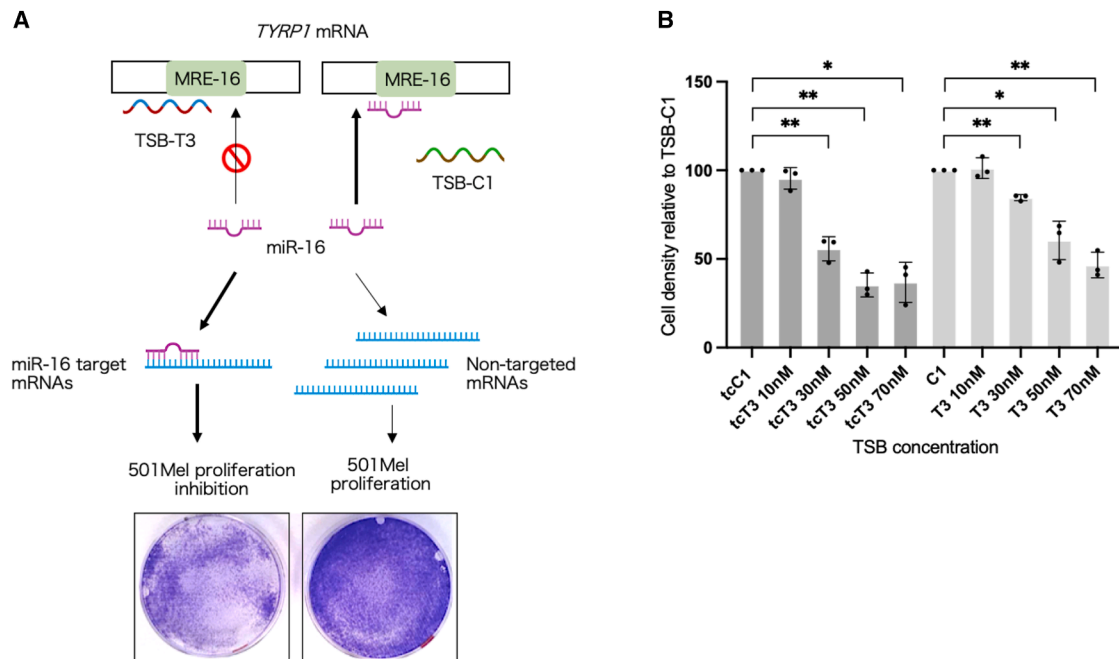 A
TYRP1 mRNA
MRE-16
MRE-16
TSB-T3
TSB-C1
miR-16
miR-16 target
mRNAs
Non-targeted
mRNAs
501Mel proliferation
inhibition
501Mel
proliferation
B
Cell density relative to TSB-C1
150
100
50
0
*
**
**
**
*
**
tcC1
tcT3 10nM
tcT3 30nM
tcT3 50nM
tcT3 70nM
C1
T3 10nM
T3 30nM
T3 50nM
T3 70nM
TSB concentration